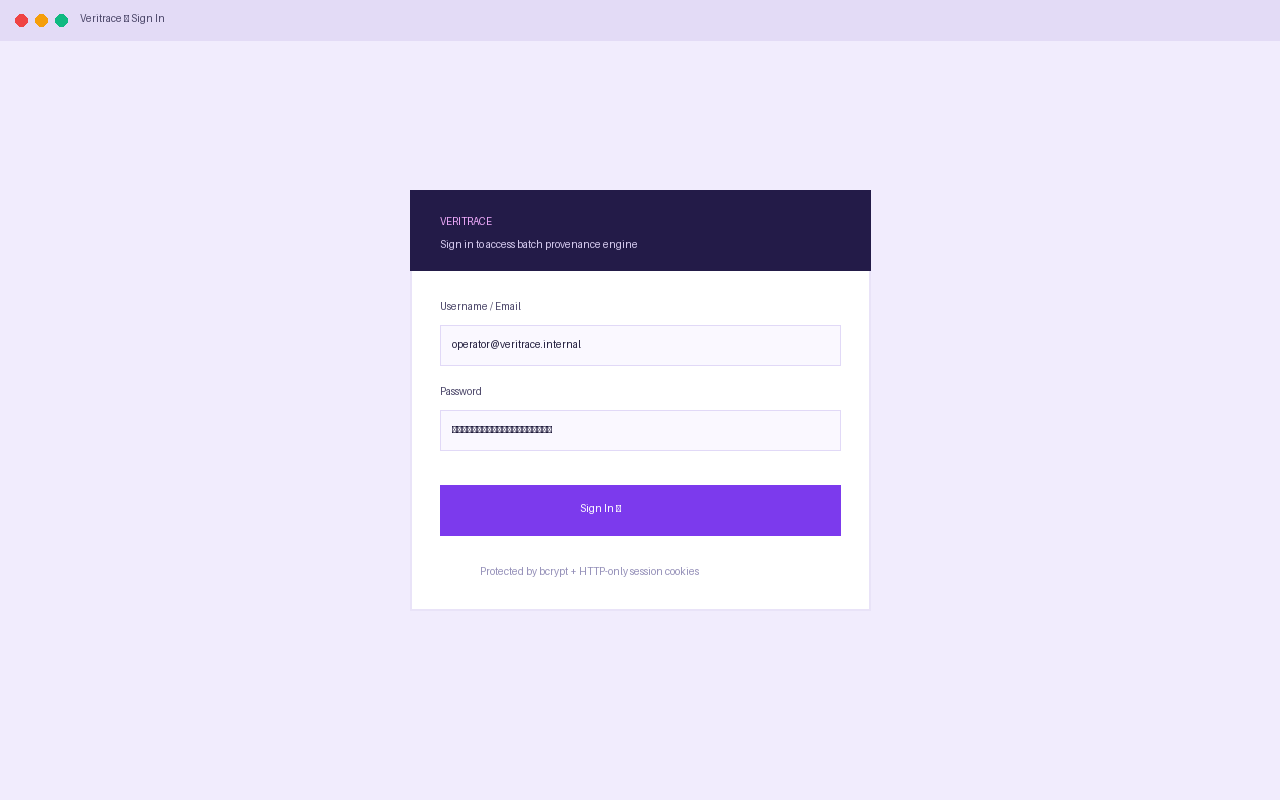 Veritrace Sign In
VERITRACE
Sign in to access batch provenance engine
Username / Email
operator@veritrace.internal
Password
Sign In
Protected by bcrypt + HTTP-only session cookies